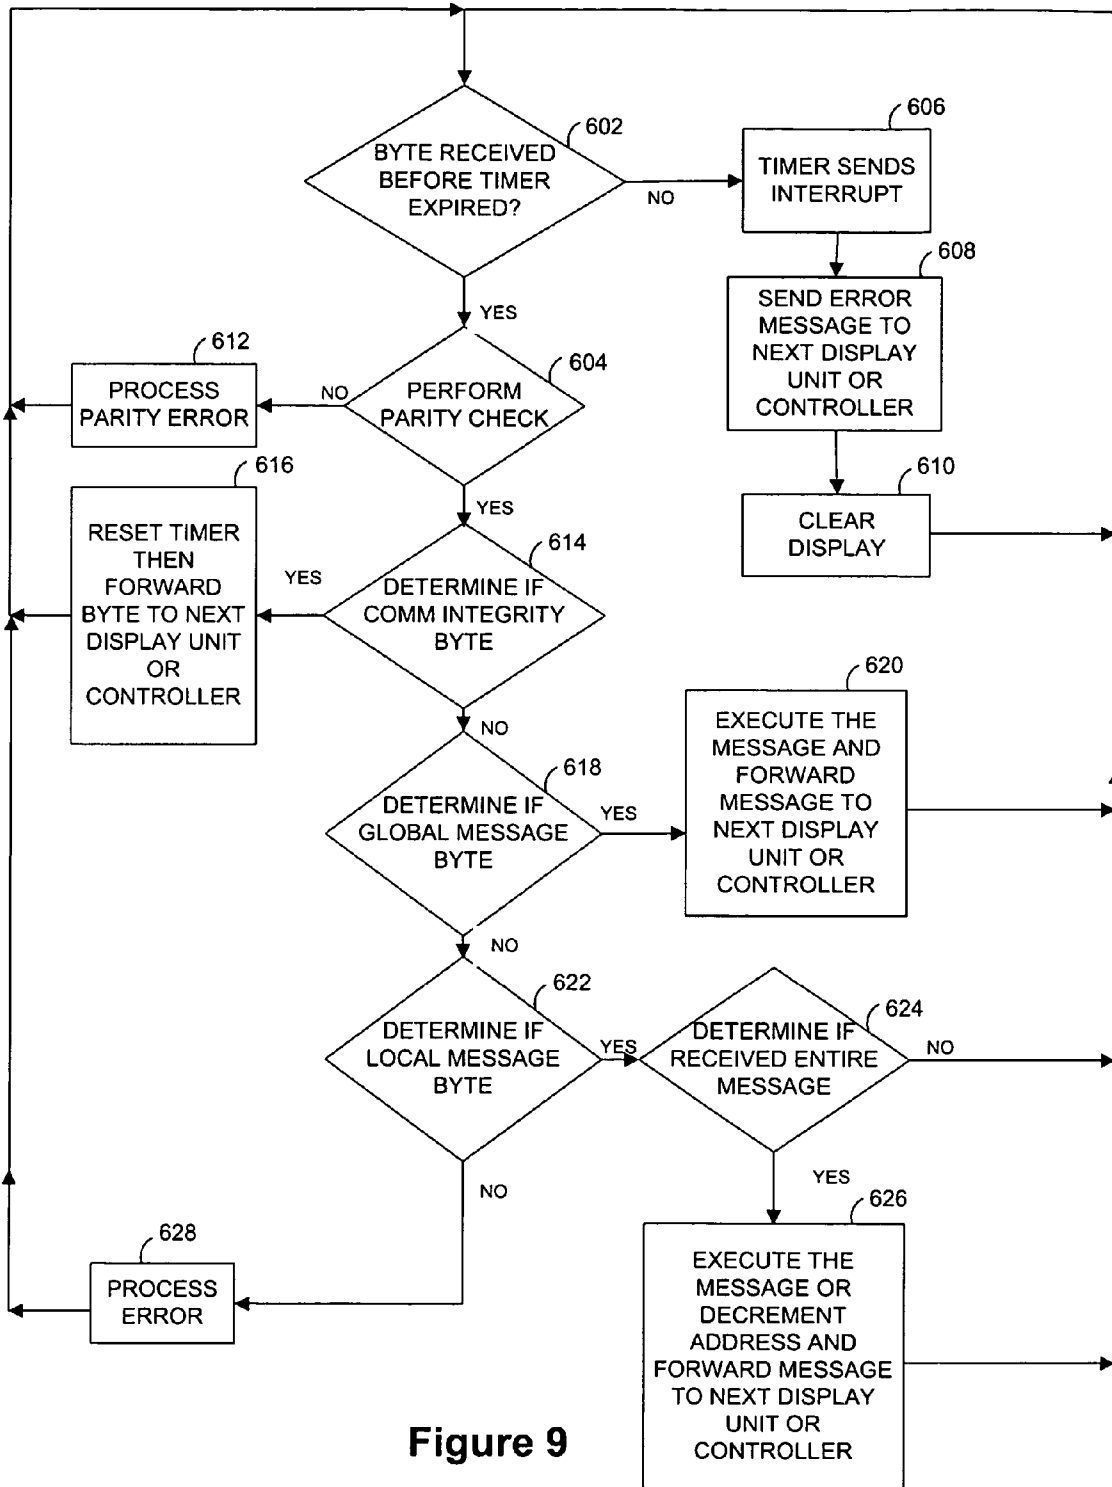 602
BYTE RECEIVED
BEFORE TIMER
EXPIRED?
NO
606
TIMER SENDS
INTERRUPT
YES
608
SEND ERROR
MESSAGE TO
NEXT DISPLAY
UNIT OR
CONTROLLER
612
PROCESS
PARITY ERROR
NO
604
PERFORM
PARITY CHECK
YES
610
CLEAR
DISPLAY
616
RESET TIMER
THEN
FORWARD
BYTE TO NEXT
DISPLAY UNIT
OR
CONTROLLER
YES
614
DETERMINE IF
COMM INTEGRITY
BYTE
NO
618
DETERMINE IF
GLOBAL MESSAGE
BYTE
YES
620
EXECUTE THE
MESSAGE AND
FORWARD
MESSAGE TO
NEXT DISPLAY
UNIT OR
CONTROLLER
NO
622
DETERMINE IF
LOCAL MESSAGE
BYTE
YES
624
DETERMINE IF
RECEIVED ENTIRE
MESSAGE
NO
NO
YES
628
PROCESS
ERROR
626
EXECUTE THE
MESSAGE OR
DECREMENT
ADDRESS AND
FORWARD MESSAGE
TO NEXT DISPLAY
UNIT OR
CONTROLLER
Figure 9